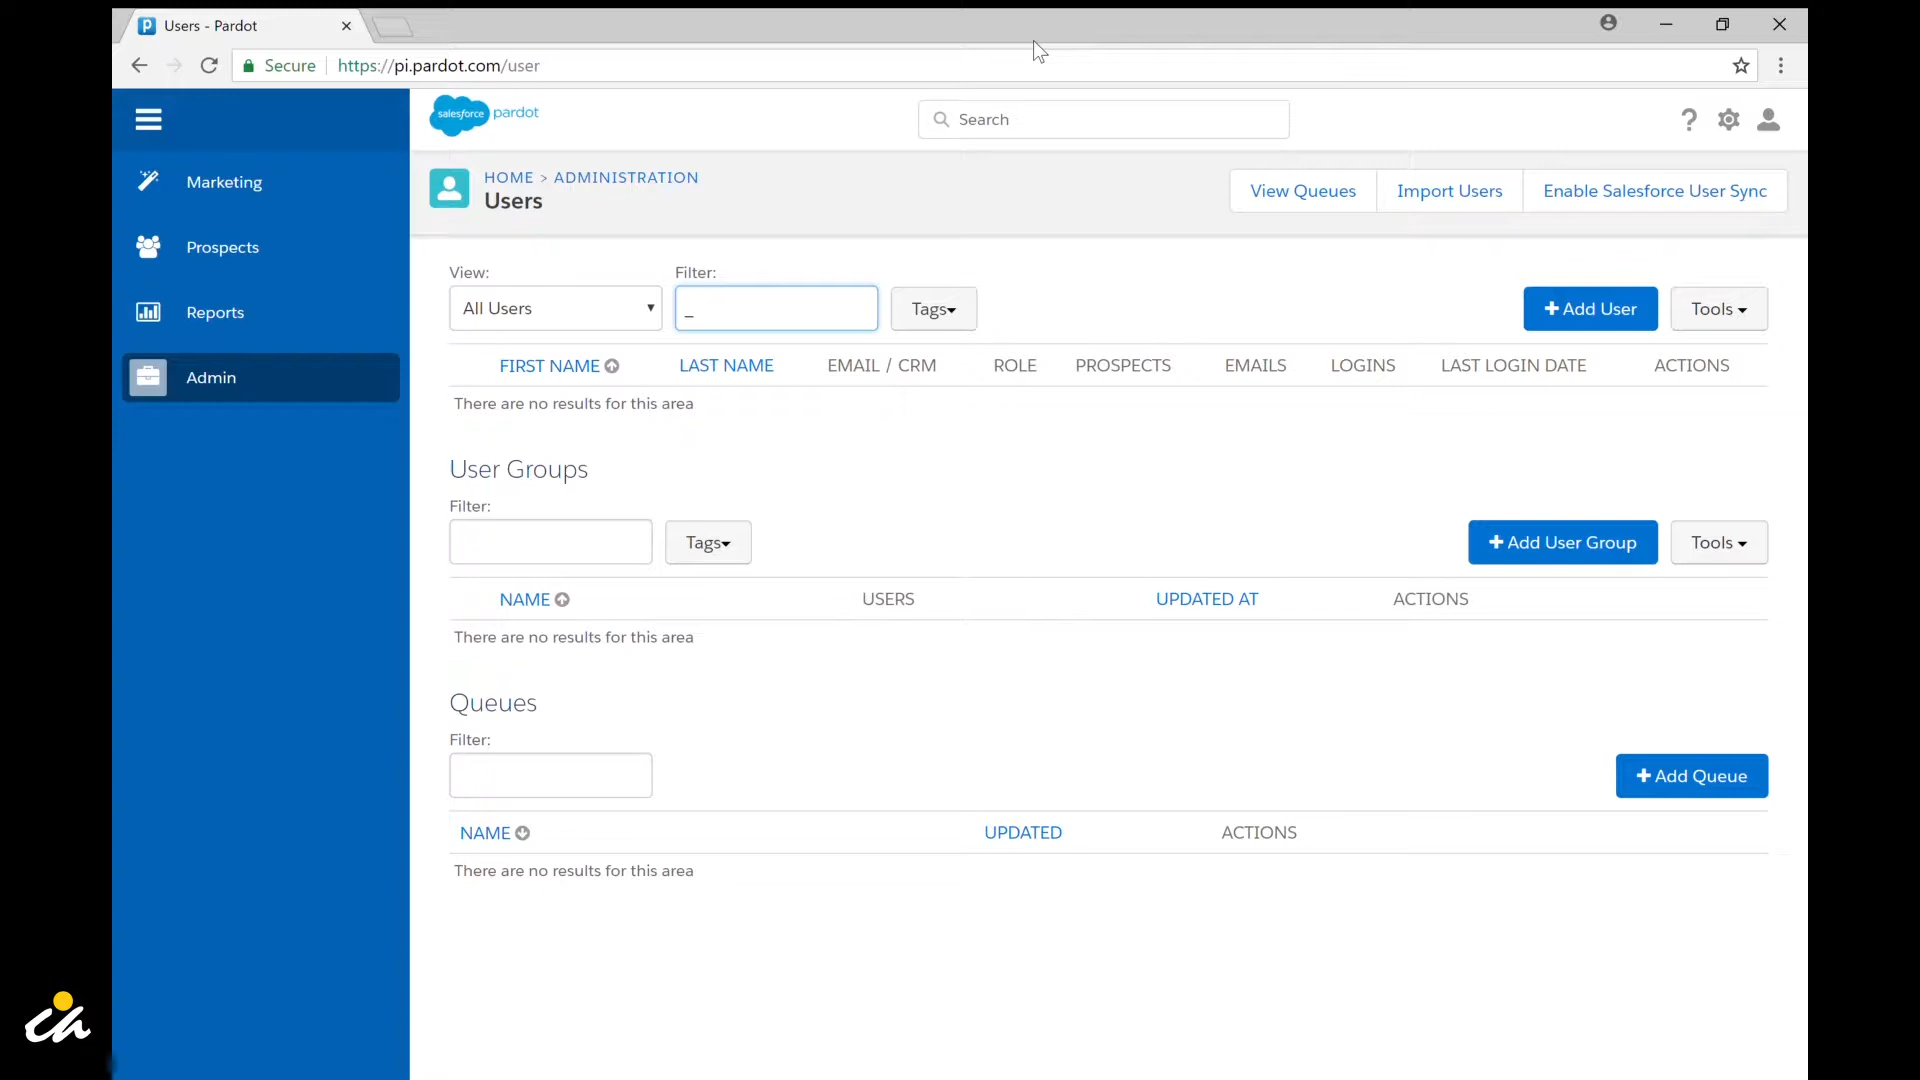 Users - Pardot
Secure https://pi.pardot.com/user
salesforce pardot
Search
Marketing
Prospects
Reports
Admin
HOME > ADMINISTRATION
Users
View Queues Import Users Enable Salesforce User Sync
View: Filter:
All Users _ Tags + Add User Tools
FIRST NAME LAST NAME EMAIL / CRM ROLE PROSPECTS EMAILS LOGINS LAST LOGIN DATE ACTIONS
There are no results for this area
User Groups
Filter:
Tags + Add User Group Tools
NAME USERS UPDATED AT ACTIONS
There are no results for this area
Queues
Filter:
+ Add Queue
NAME UPDATED ACTIONS
There are no results for this area